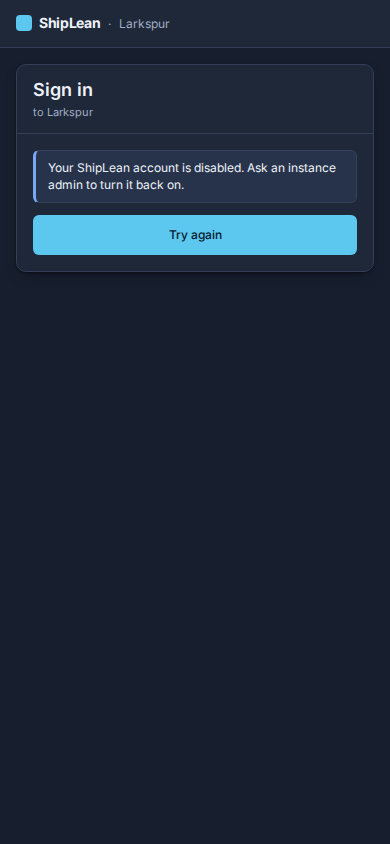 ShipLean · Larkspur
Sign in
to Larkspur
Your ShipLean account is disabled. Ask an instance
admin to turn it back on.
Try again